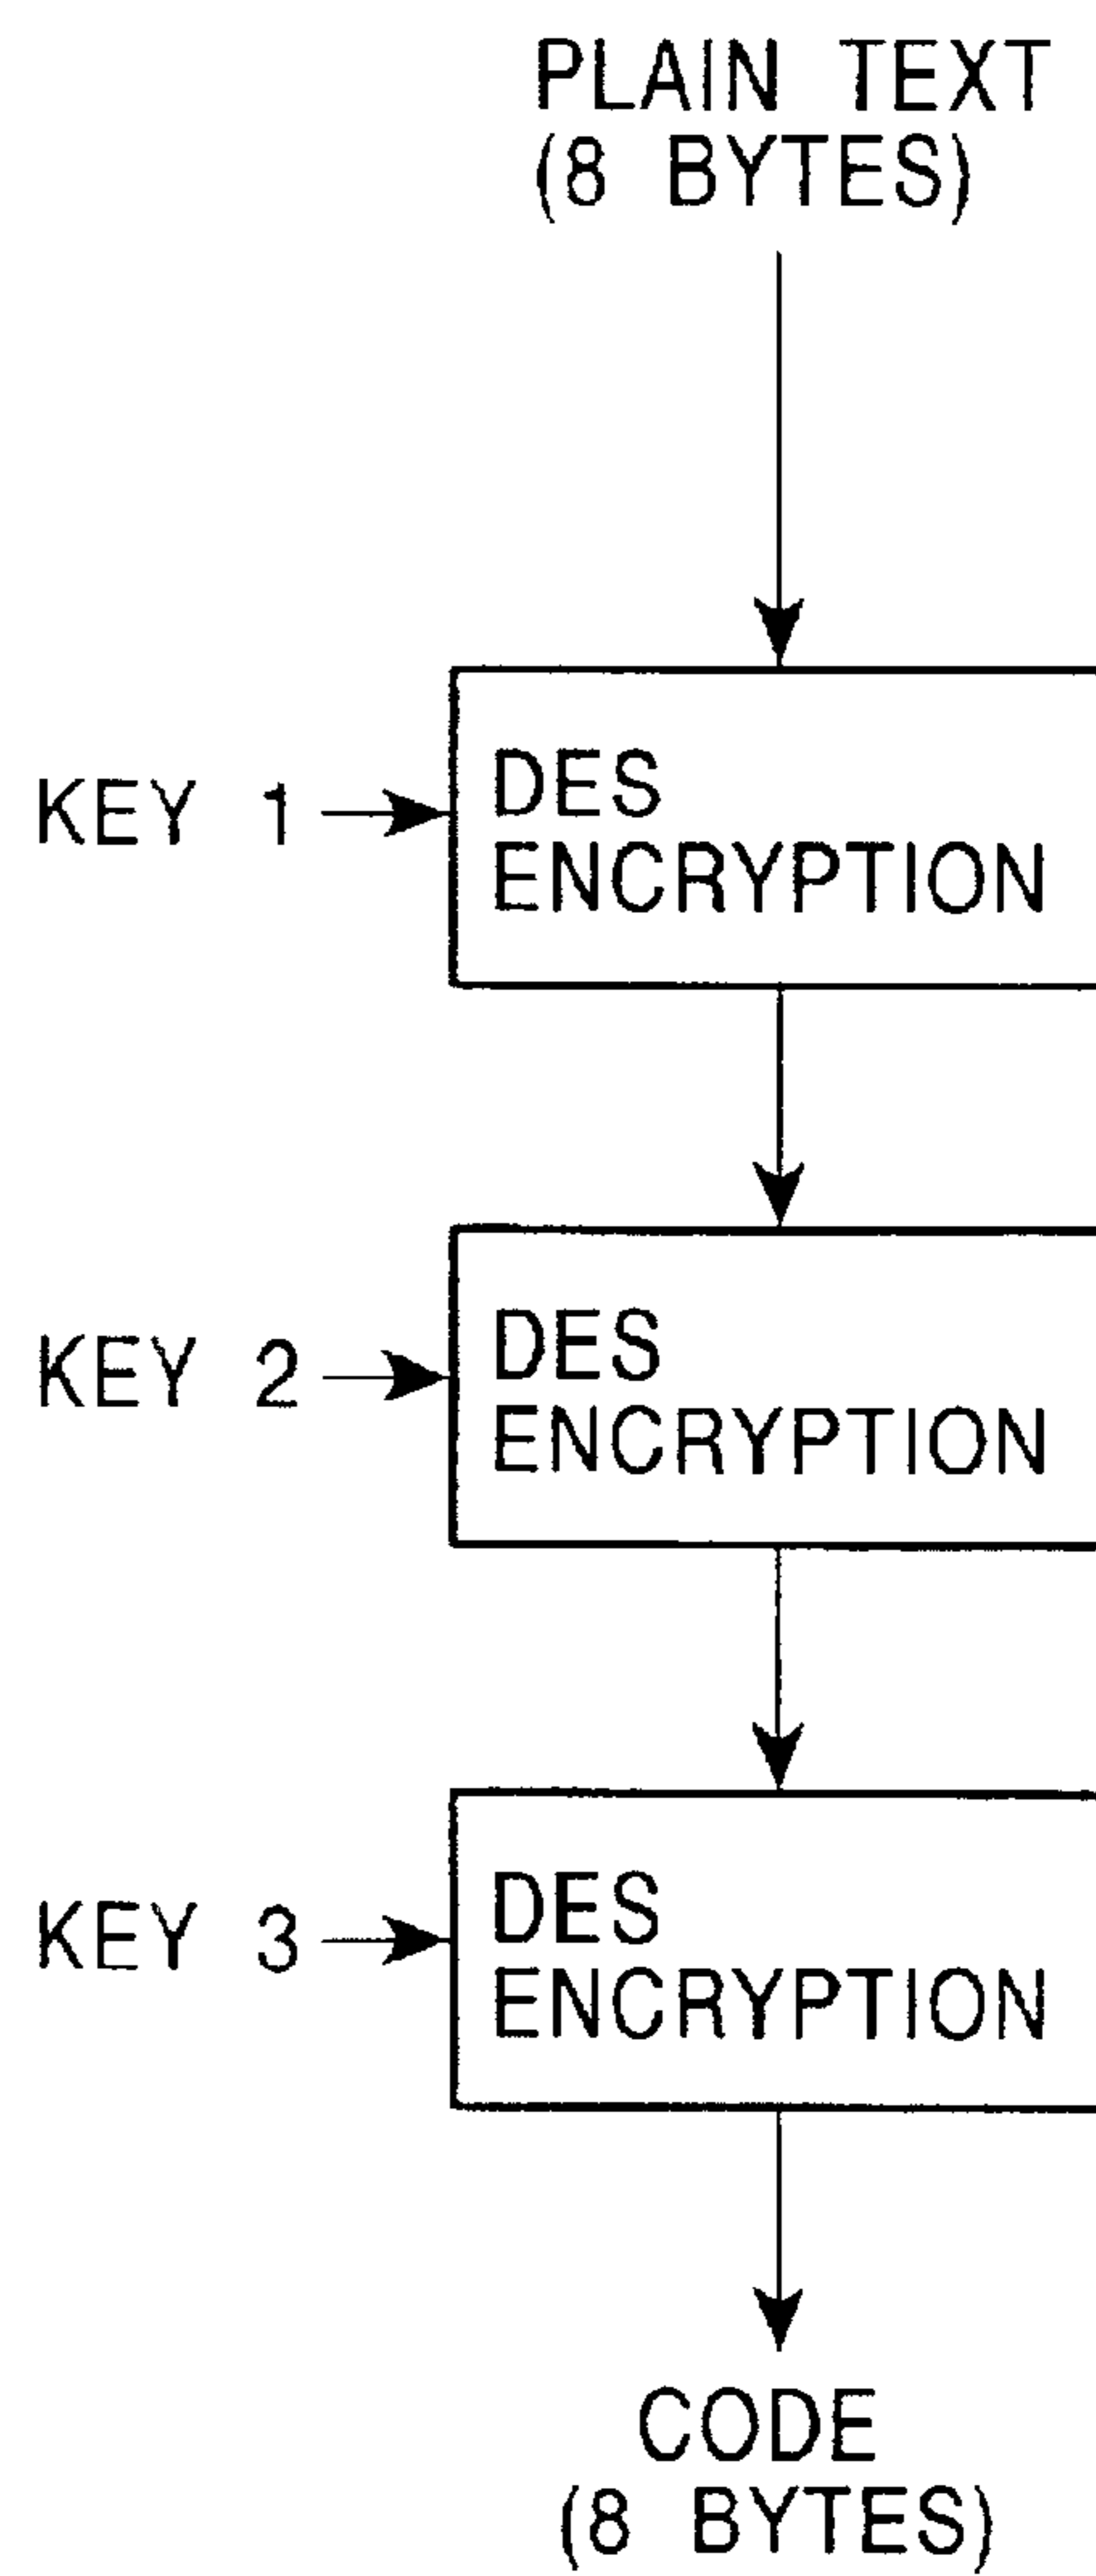 PLAIN TEXT
(8 BYTES)
KEY 1
DES
ENCRYPTION
KEY 2
DES
ENCRYPTION
KEY 3
DES
ENCRYPTION
CODE
(8 BYTES)